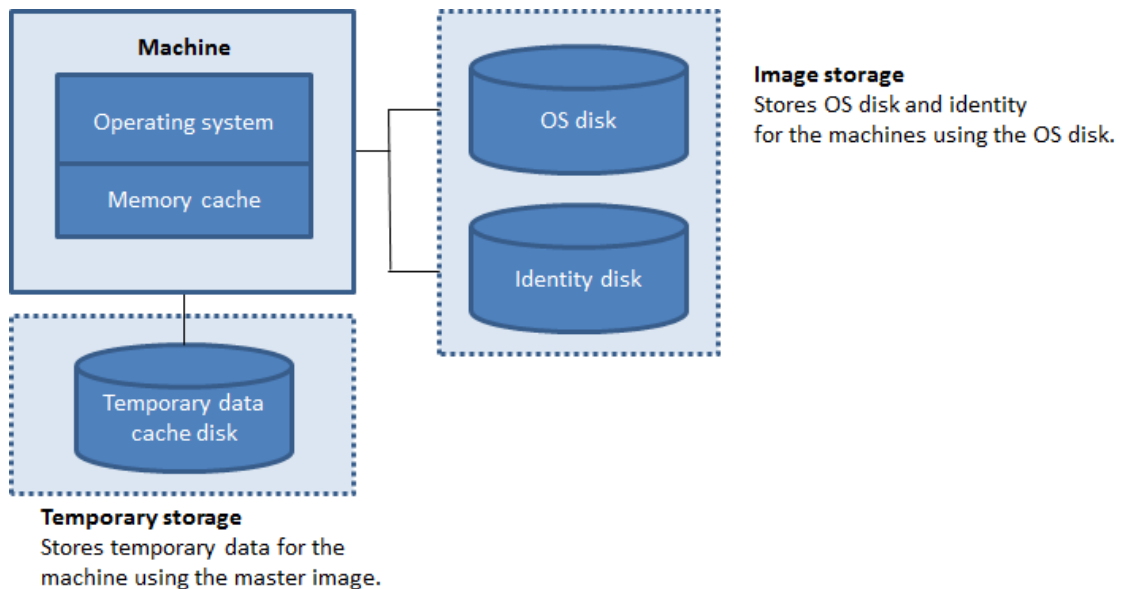 Machine
Operating system
Memory cache
OS disk
Identity disk
Image storage
Stores OS disk and identity
for the machines using the OS disk.
Temporary data
cache disk
Temporary storage
Stores temporary data for the
machine using the master image.